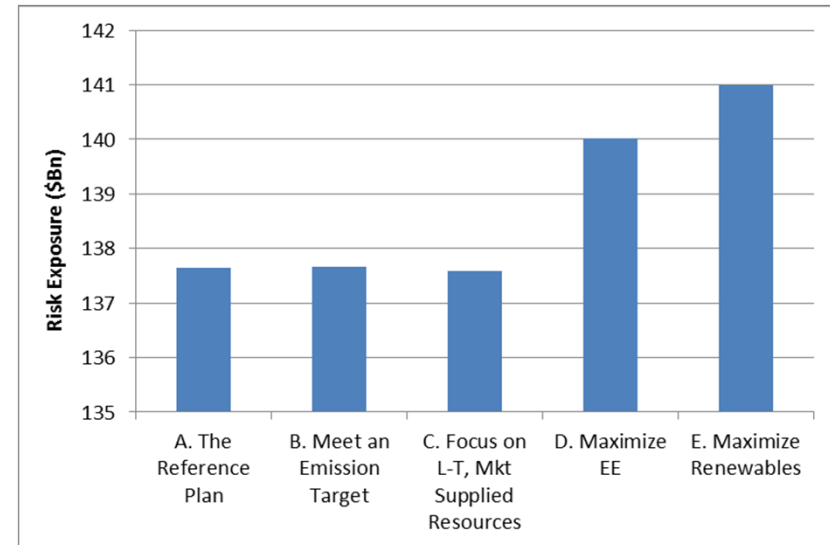 142
141
140
139
138
137
136
135
Risk Exposure ($Bn)
A. The
Reference
Plan
B. Meet an
Emission
Target
C. Focus on
L-T, Mkt
Supplied
Resources
D. Maximize
EE
E. Maximize
Renewables